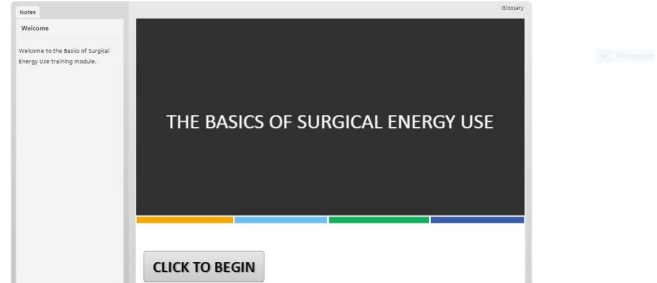 Notes
Glossary
Welcome
Welcome to the Basics of Surgical
Energy Use training module.
THE BASICS OF SURGICAL ENERGY USE
CLICK TO BEGIN